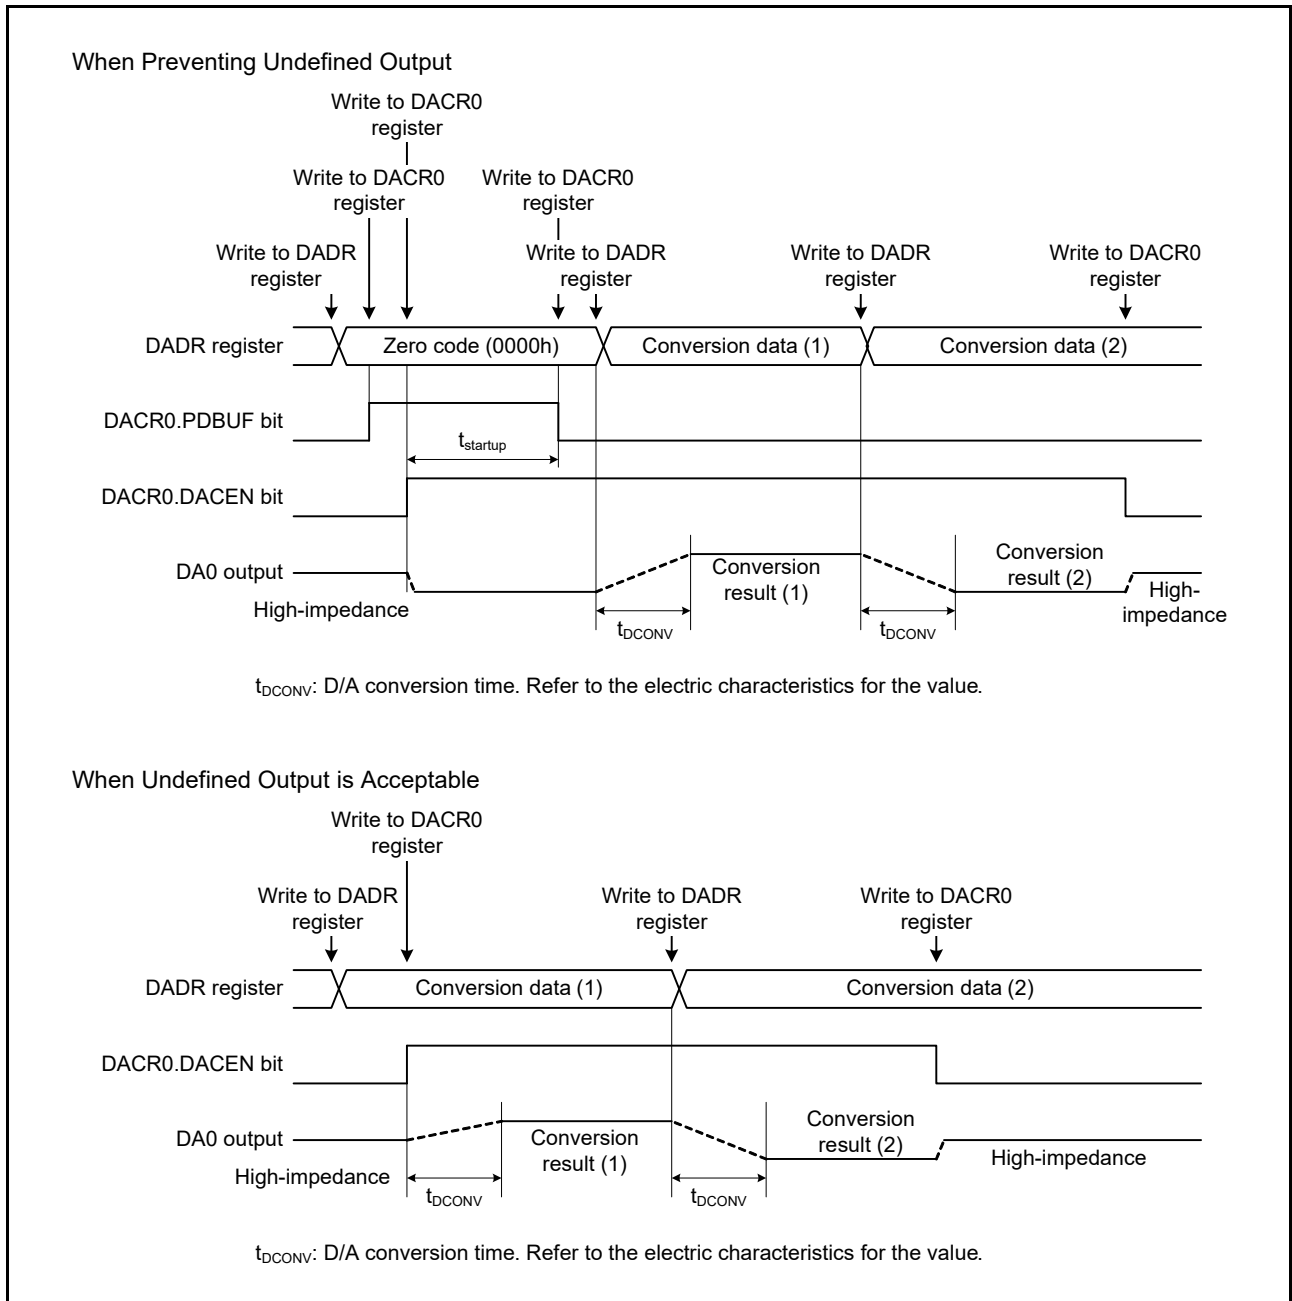 When Preventing Undefined Output
Write to DACR0
register
Write to DACR0
register
Write to DACR0
register
Write to DADR
register
Write to DADR
register
Write to DADR
register
Write to DACR0
register
DADR register
Zero code (0000h)
Conversion data (1)
Conversion data (2)
DACR0.PDBUF bit
tstartup
DACR0.DACEN bit
DA0 output
High-impedance
Conversion
result (1)
Conversion
result (2)
High-
impedance
tDCONV
tDCONV
tDCONV: D/A conversion time. Refer to the electric characteristics for the value.
When Undefined Output is Acceptable
Write to DACR0
register
Write to DADR
register
Write to DADR
register
Write to DACR0
register
DADR register
Conversion data (1)
Conversion data (2)
DACR0.DACEN bit
DA0 output
High-impedance
Conversion
result (1)
Conversion
result (2)
High-impedance
tDCONV
tDCONV
tDCONV: D/A conversion time. Refer to the electric characteristics for the value.